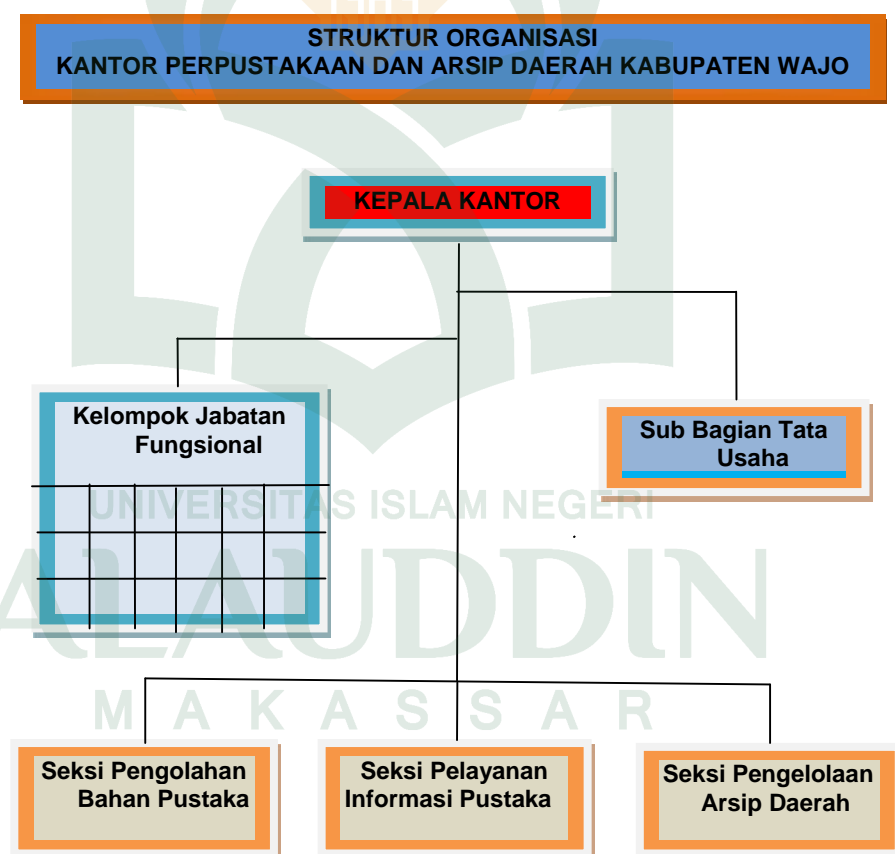 STRUKTUR ORGANISASI
KANTOR PERPUSTAKAAN DAN ARSIP DAERAH KABUPATEN WAJO
KEPALA KANTOR
Kelompok Jabatan
Fungsional
Sub Bagian Tata
Usaha
UNIVERSITAS ISLAM NEGERI
ALAUDDIN
MAKASSAR
Seksi Pengolahan
Bahan Pustaka
Seksi Pelayanan
Informasi Pustaka
Seksi Pengelolaan
Arsip Daerah